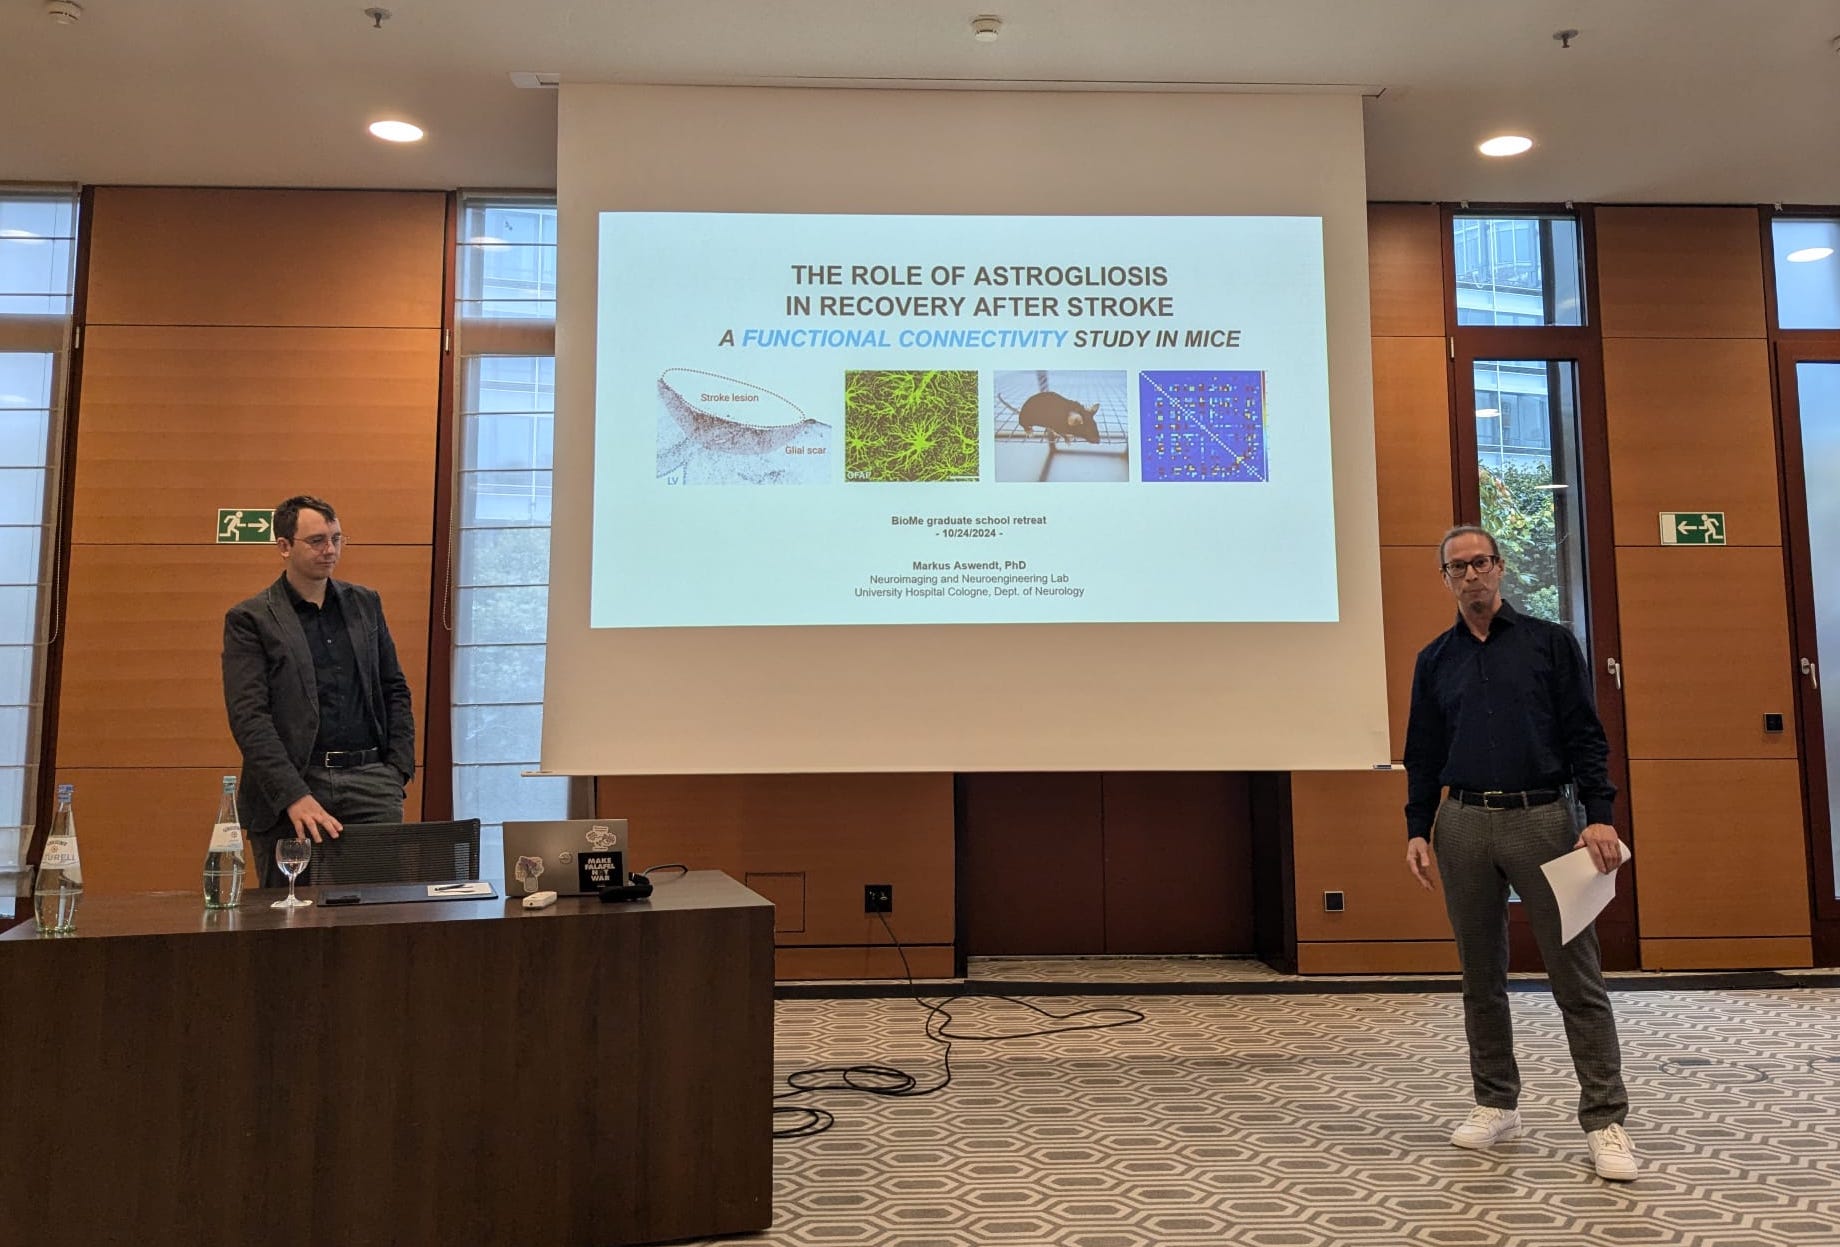 THE ROLE OF ASTROGLIOSIS
IN RECOVERY AFTER STROKE
A FUNCTIONAL CONNECTIVITY STUDY IN MICE
Stroke lesion
Glial scar
LV
GFAP
BioMe graduate school retreat
- 10/24/2024 -
Markus Aswendt, PhD
Neuroimaging and Neuroengineering Lab
University Hospital Cologne, Dept. of Neurology
MAKE
FALAFEL
NOT
WAR